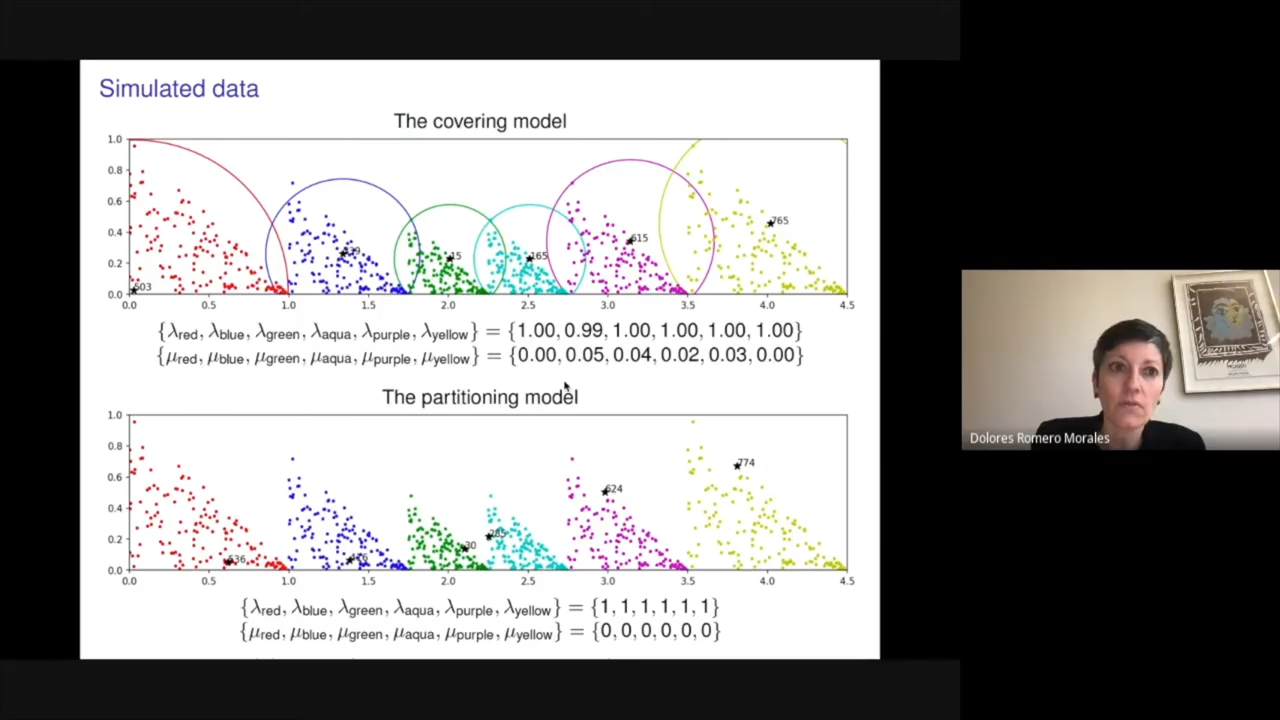 Simulated data
The covering model
1.0
0.8
0.6
0.4
0.2
0.0
503
15
165
615
765
0.0 0.5 1.0 1.5 2.0 2.5 3.0 3.5 4.0 4.5
{λred, λblue, λgreen, λaqua, λpurple, λyellow} = {1.00, 0.99, 1.00, 1.00, 1.00, 1.00}
{μred, μblue, μgreen, μaqua, μpurple, μyellow} = {0.00, 0.05, 0.04, 0.02, 0.03, 0.00}
The partitioning model
1.0
0.8
0.6
0.4
0.2
0.0
536
30
624
774
0.0 0.5 1.0 1.5 2.0 2.5 3.0 3.5 4.0 4.5
{λred, λblue, λgreen, λaqua, λpurple, λyellow} = {1, 1, 1, 1, 1, 1}
{μred, μblue, μgreen, μaqua, μpurple, μyellow} = {0, 0, 0, 0, 0, 0}
Dolores Romero Morales